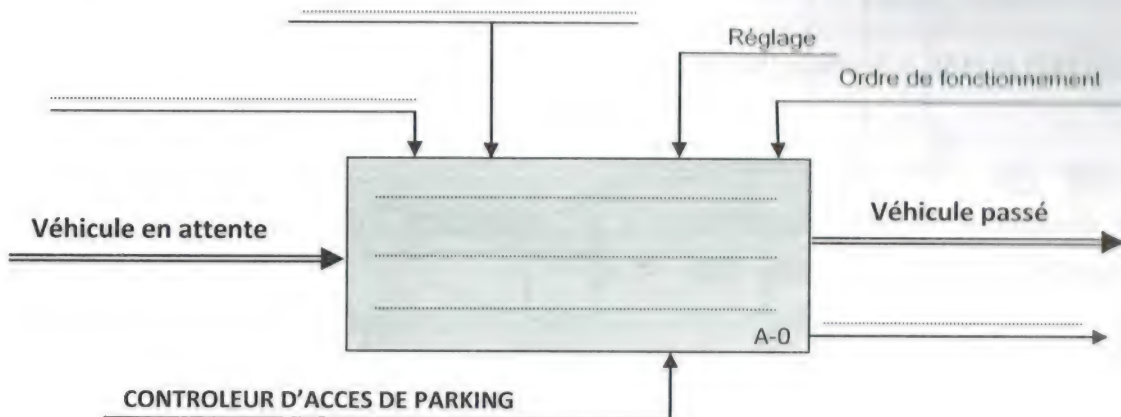 Réglage
Ordre de fonctionnement
Véhicule en attente
Véhicule passé
A-0
CONTROLEUR D'ACCES DE PARKING